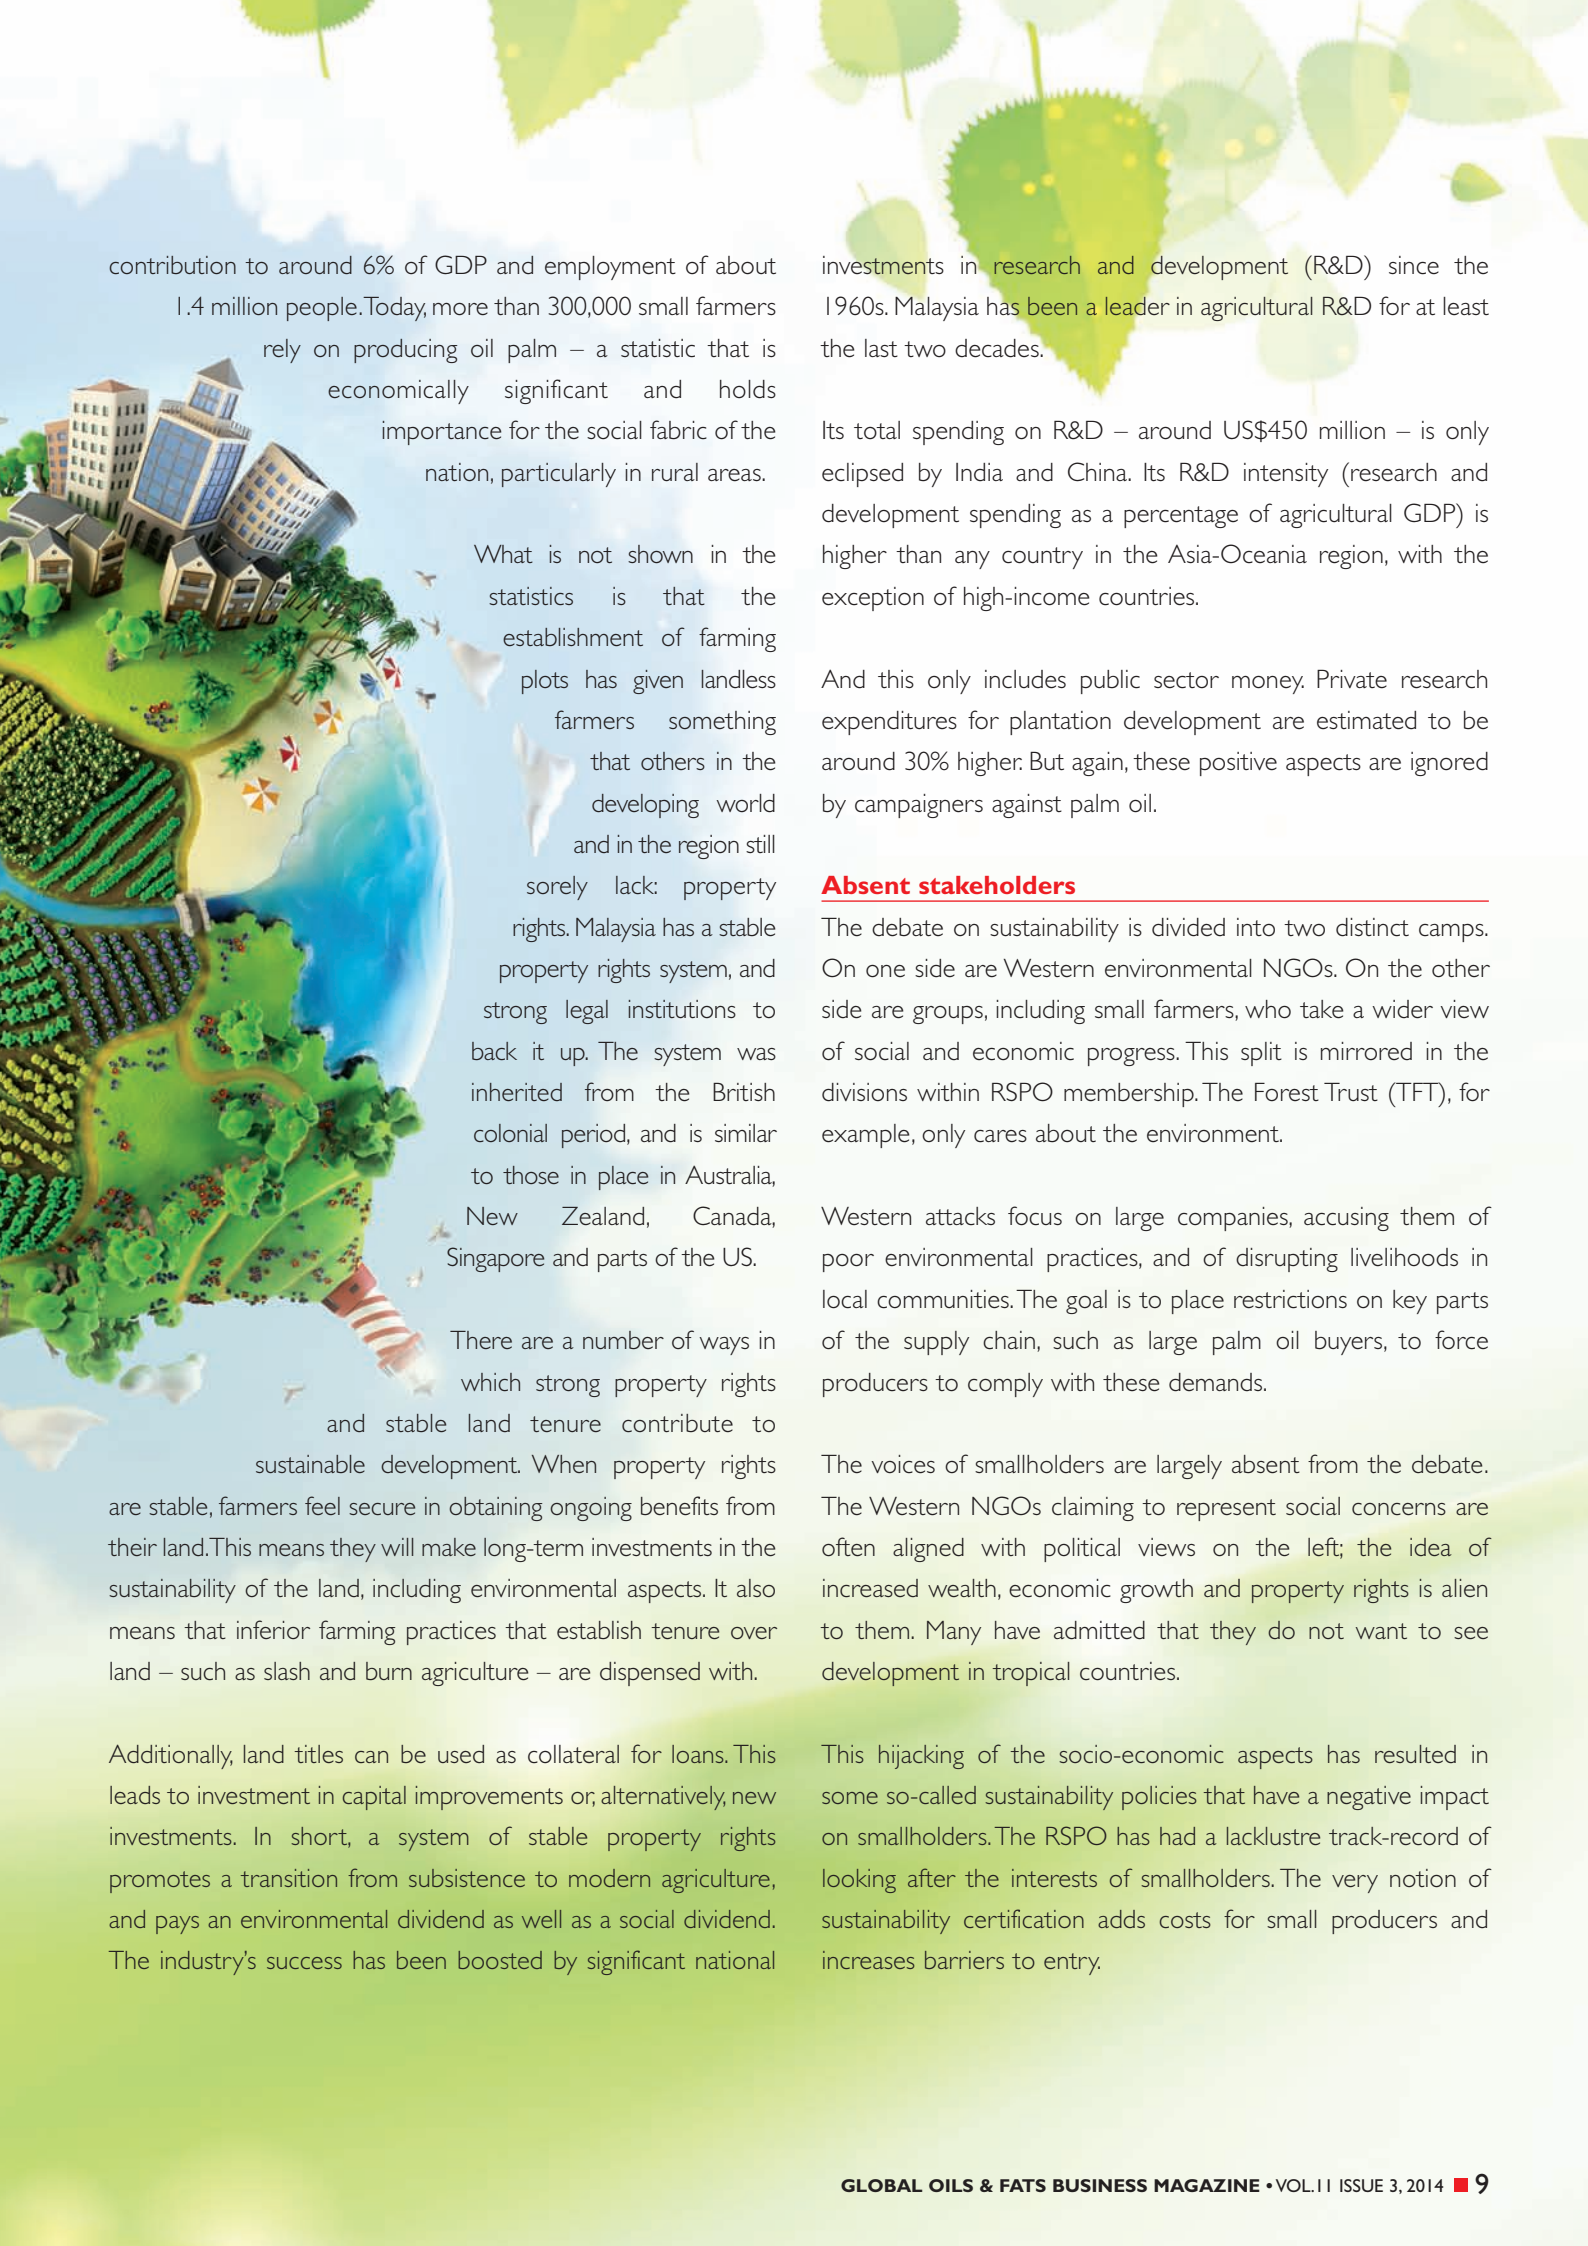 contribution to around 6% of GDP and employment of about
1.4 million people. Today, more than 300,000 small farmers
rely on producing oil palm – a statistic that is
economically significant and holds
importance for the social fabric of the
nation, particularly in rural areas.
What is not shown in the
statistics is that the
establishment of farming
plots has given landless
farmers something
that others in the
developing world
and in the region still
sorely lack: property
rights. Malaysia has a stable
property rights system, and
strong legal institutions to
back it up. The system was
inherited from the British
colonial period, and is similar
to those in place in Australia,
New Zealand, Canada,
Singapore and parts of the US.
There are a number of ways in
which strong property rights
and stable land tenure contribute to
sustainable development. When property rights
are stable, farmers feel secure in obtaining ongoing benefits from
their land. This means they will make long-term investments in the
sustainability of the land, including environmental aspects. It also
means that inferior farming practices that establish tenure over
land – such as slash and burn agriculture – are dispensed with.
Additionally, land titles can be used as collateral for loans. This
leads to investment in capital improvements or, alternatively, new
investments. In short, a system of stable property rights
promotes a transition from subsistence to modern agriculture,
and pays an environmental dividend as well as a social dividend.
The industry's success has been boosted by significant national
investments in research and development (R&D) since the
1960s. Malaysia has been a leader in agricultural R&D for at least
the last two decades.
Its total spending on R&D – around US$450 million – is only
eclipsed by India and China. Its R&D intensity (research and
development spending as a percentage of agricultural GDP) is
higher than any country in the Asia-Oceania region, with the
exception of high-income countries.
And this only includes public sector money. Private research
expenditures for plantation development are estimated to be
around 30% higher. But again, these positive aspects are ignored
by campaigners against palm oil.
Absent stakeholders
The debate on sustainability is divided into two distinct camps.
On one side are Western environmental NGOs. On the other
side are groups, including small farmers, who take a wider view
of social and economic progress. This split is mirrored in the
divisions within RSPO membership. The Forest Trust (TFT), for
example, only cares about the environment.
Western attacks focus on large companies, accusing them of
poor environmental practices, and of disrupting livelihoods in
local communities. The goal is to place restrictions on key parts
of the supply chain, such as large palm oil buyers, to force
producers to comply with these demands.
The voices of smallholders are largely absent from the debate.
The Western NGOs claiming to represent social concerns are
often aligned with political views on the left; the idea of
increased wealth, economic growth and property rights is alien
to them. Many have admitted that they do not want to see
development in tropical countries.
This hijacking of the socio-economic aspects has resulted in
some so-called sustainability policies that have a negative impact
on smallholders. The RSPO has had a lacklustre track-record of
looking after the interests of smallholders. The very notion of
sustainability certification adds costs for small producers and
increases barriers to entry.
GLOBAL OILS & FATS BUSINESS MAGAZINE • VOL.11 ISSUE 3, 2014 ■ 9